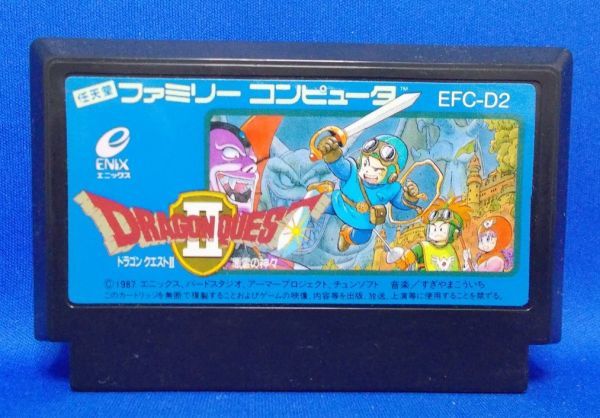 任天堂 ファミリー コンピュータ™ EFC-D2
ENIX
エニックス
DRAGON QUEST
II
ドラゴン クエストII 悪霊の神々
©1987 エニックス、バードスタジオ、アーマープロジェクト、チュンソフト 音楽/すぎやまこういち
このカートリッジを無断で複製することおよびゲームの映像、内容等を出版、放送、上演等に使用することを禁ずる。